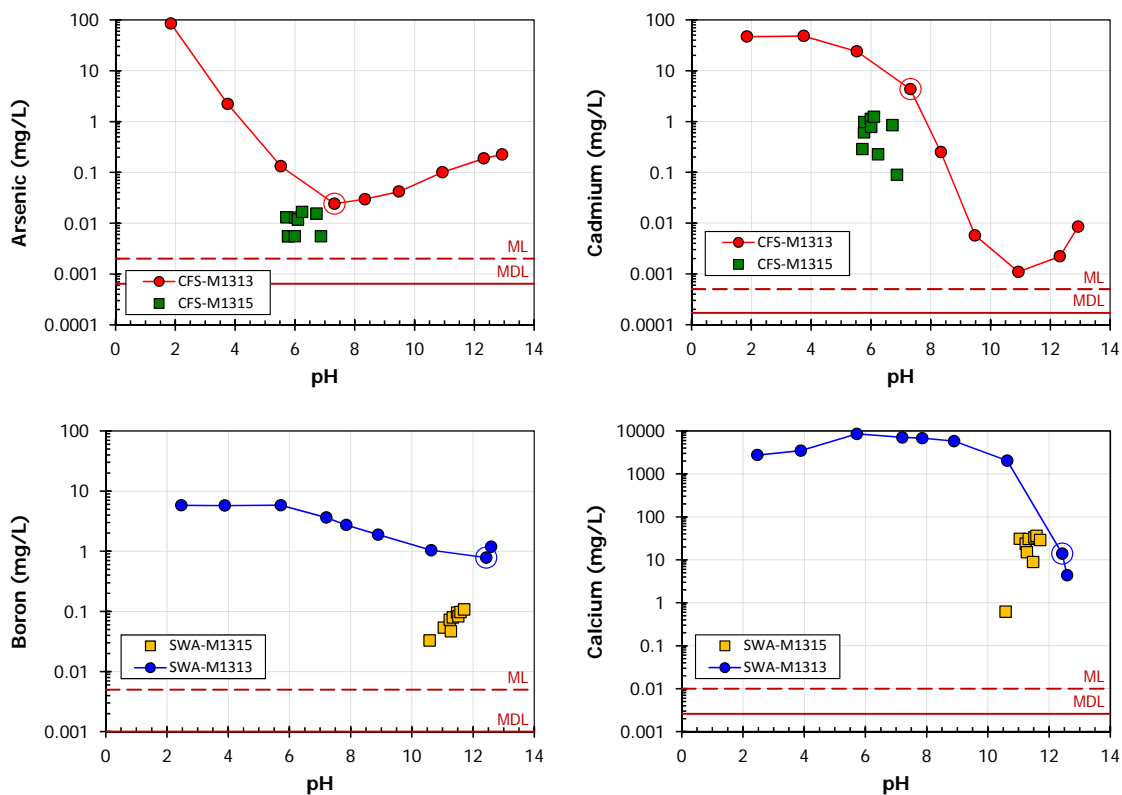 100
10
1
0.1
0.01
0.001
0.0001
Arsenic (mg/L)
ML
MDL
CFS-M1313
CFS-M1315
0 2 4 6 8 10 12 14
pH
100
10
1
0.1
0.01
0.001
0.0001
Cadmium (mg/L)
CFS-M1313
CFS-M1315
ML
MDL
0 2 4 6 8 10 12 14
pH
100
10
1
0.1
0.01
0.001
Boron (mg/L)
SWA-M1315
SWA-M1313
ML
MDL
0 2 4 6 8 10 12 14
pH
10000
1000
100
10
1
0.1
0.01
0.001
Calcium (mg/L)
SWA-M1315
SWA-M1313
ML
MDL
0 2 4 6 8 10 12 14
pH